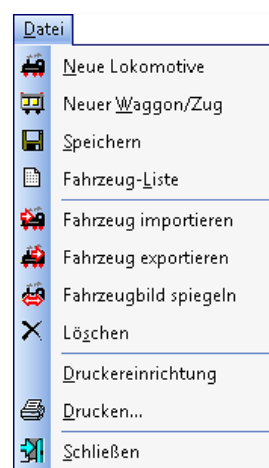 Datei
Neue Lokomotive
Neuer Waggon/Zug
Speichern
Fahrzeug-Liste
Fahrzeug importieren
Fahrzeug exportieren
Fahrzeugbild spiegeln
Löschen
Druckereinrichtung
Drucken...
Schließen